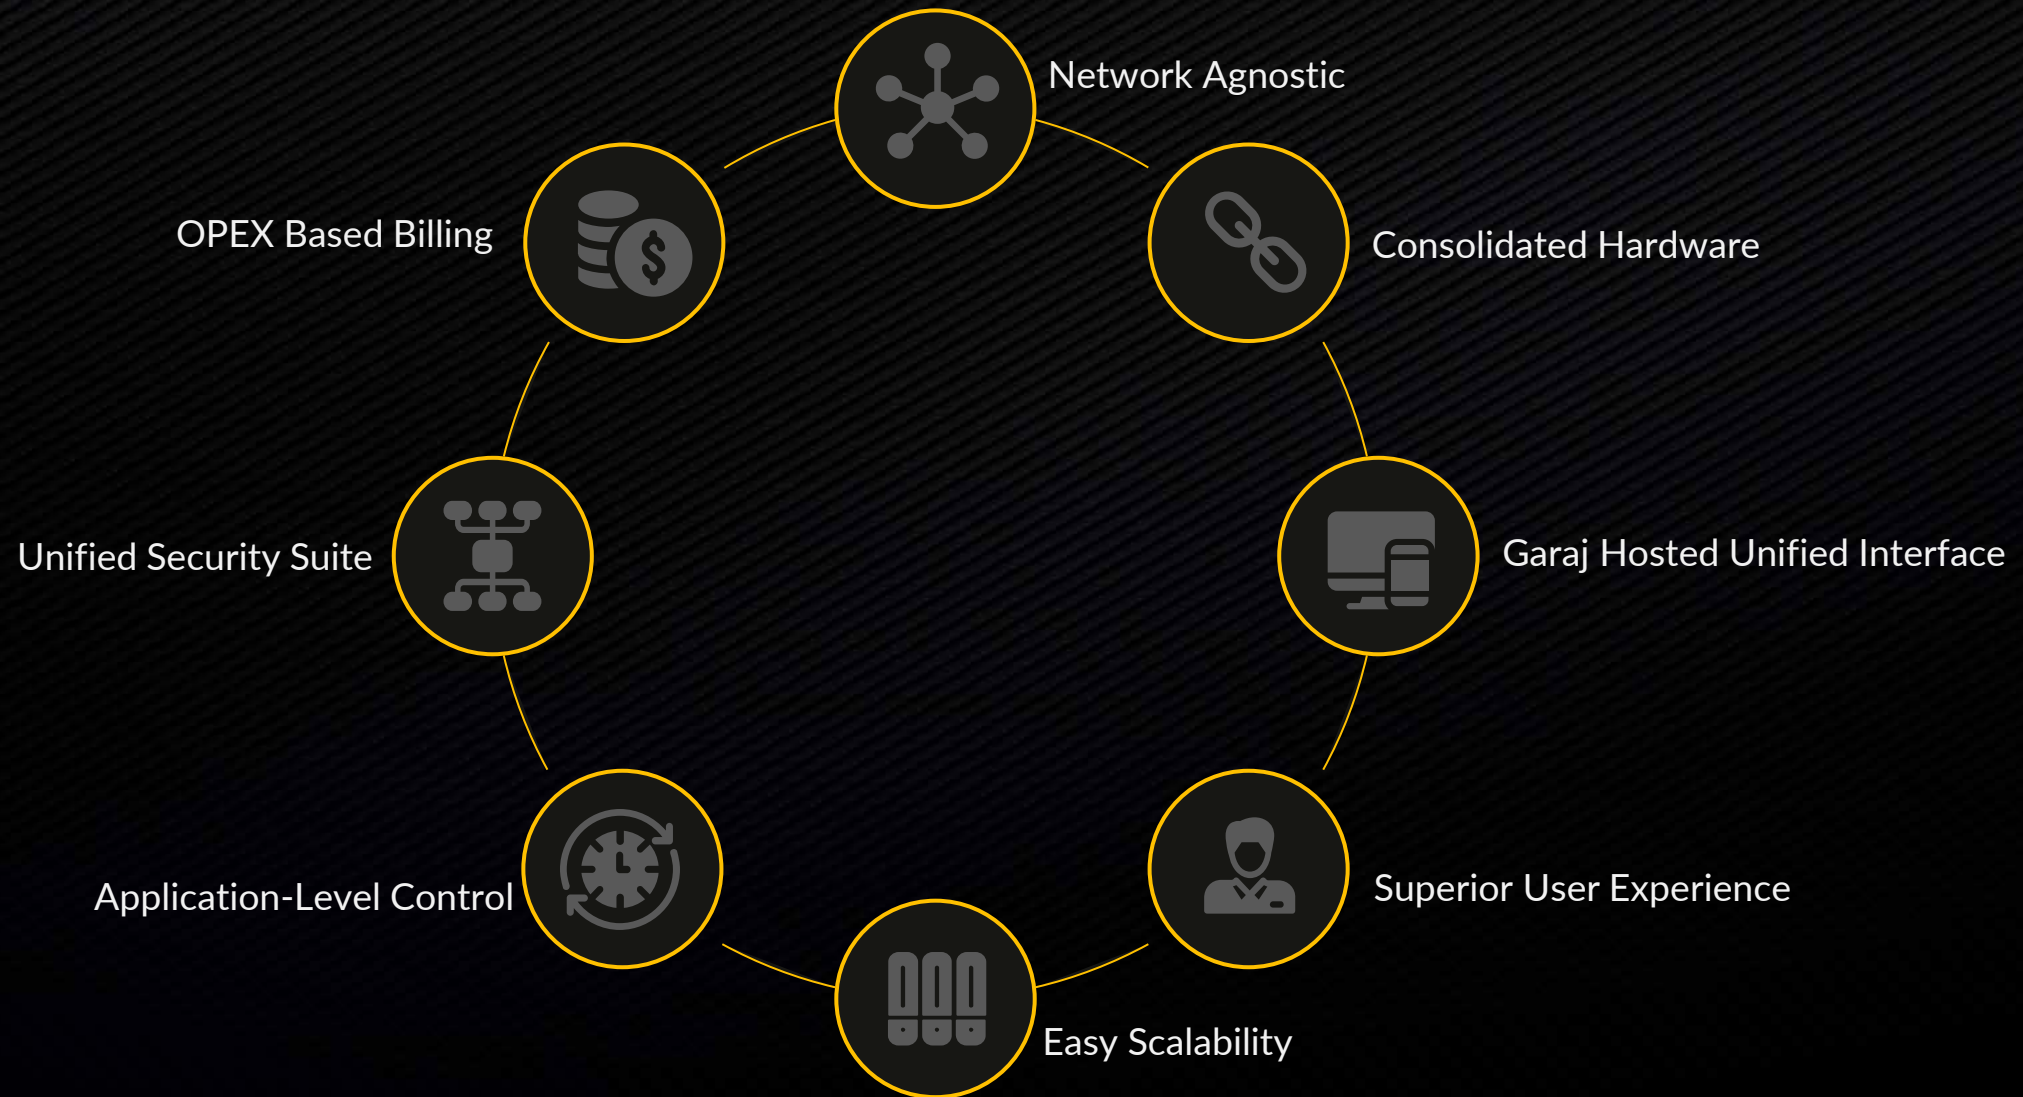 Network Agnostic
OPEX Based Billing
Consolidated Hardware
Unified Security Suite
Garaj Hosted Unified Interface
Application-Level Control
Superior User Experience
Easy Scalability